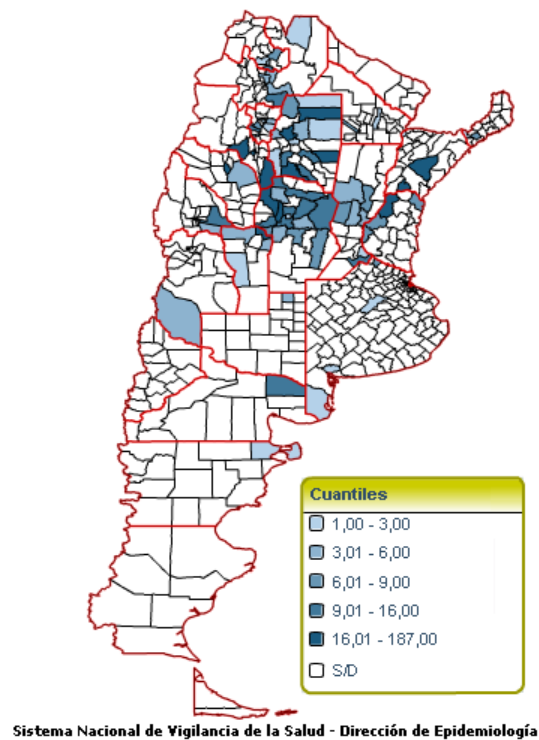 Cuantiles
1,00 - 3,00
3,01 - 6,00
6,01 - 9,00
9,01 - 16,00
16,01 - 187,00
S/D
Sistema Nacional de Vigilancia de la Salud - Dirección de Epidemiología